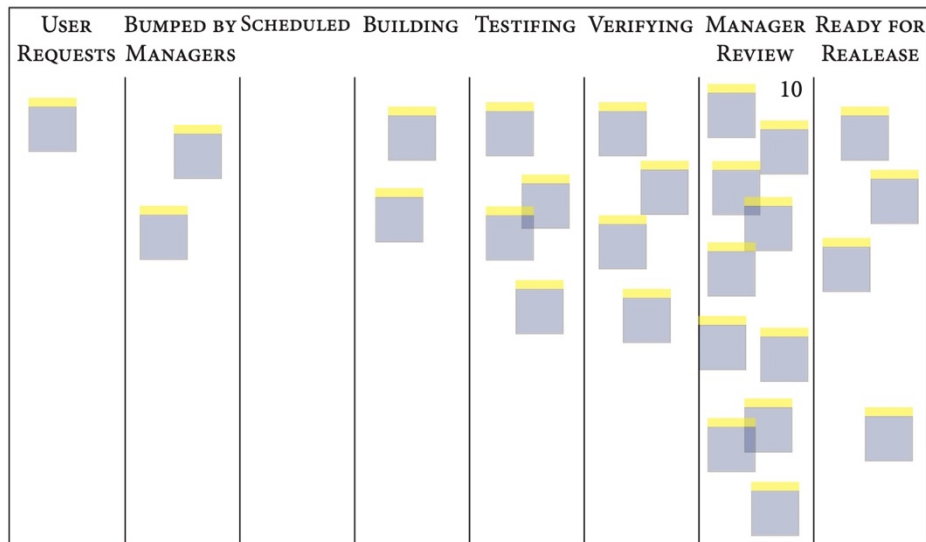 USER REQUESTS
BUMPED BY MANAGERS
SCHEDULED
BUILDING
TESTIFING
VERIFYING
MANAGER REVIEW
READY FOR REALEASE
10